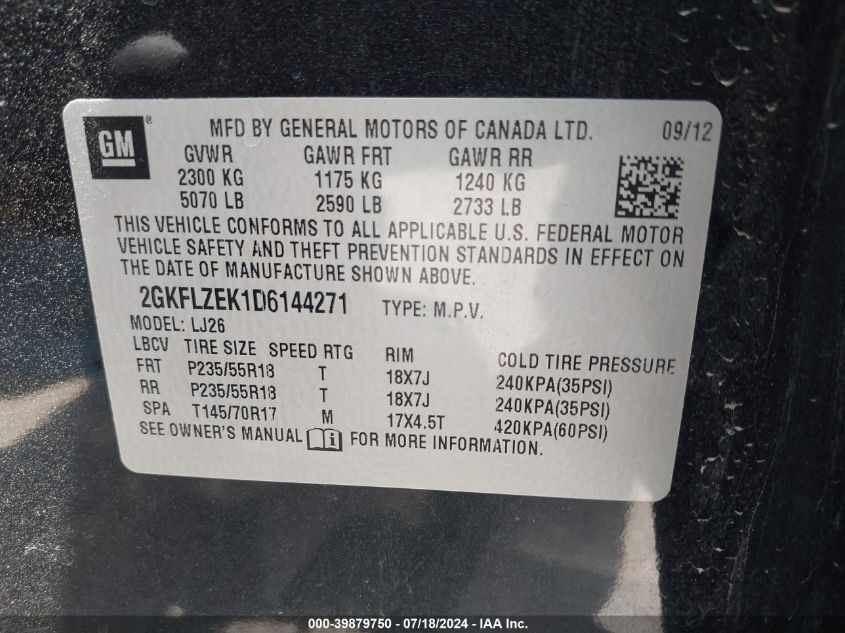 GM ®
MFD BY GENERAL MOTORS OF CANADA LTD. 09/12
GVWR GAWR FRT GAWR RR
2300 KG 1175 KG 1240 KG
5070 LB 2590 LB 2733 LB
THIS VEHICLE CONFORMS TO ALL APPLICABLE U.S. FEDERAL MOTOR
VEHICLE SAFETY AND THEFT PREVENTION STANDARDS IN EFFECT ON
THE DATE OF MANUFACTURE SHOWN ABOVE.
2GKFLZEK1D6144271 TYPE: M.P.V.
MODEL: LJ26
LBCV TIRE SIZE SPEED RTG RIM COLD TIRE PRESSURE
FRT P235/55R18 T 18X7J 240KPA(35PSI)
RR P235/55R18 T 18X7J 240KPA(35PSI)
SPA T145/70R17 M 17X4.5T 420KPA(60PSI)
SEE OWNER'S MANUAL i FOR MORE INFORMATION.
000-39879750 - 07/18/2024 - IAA Inc.